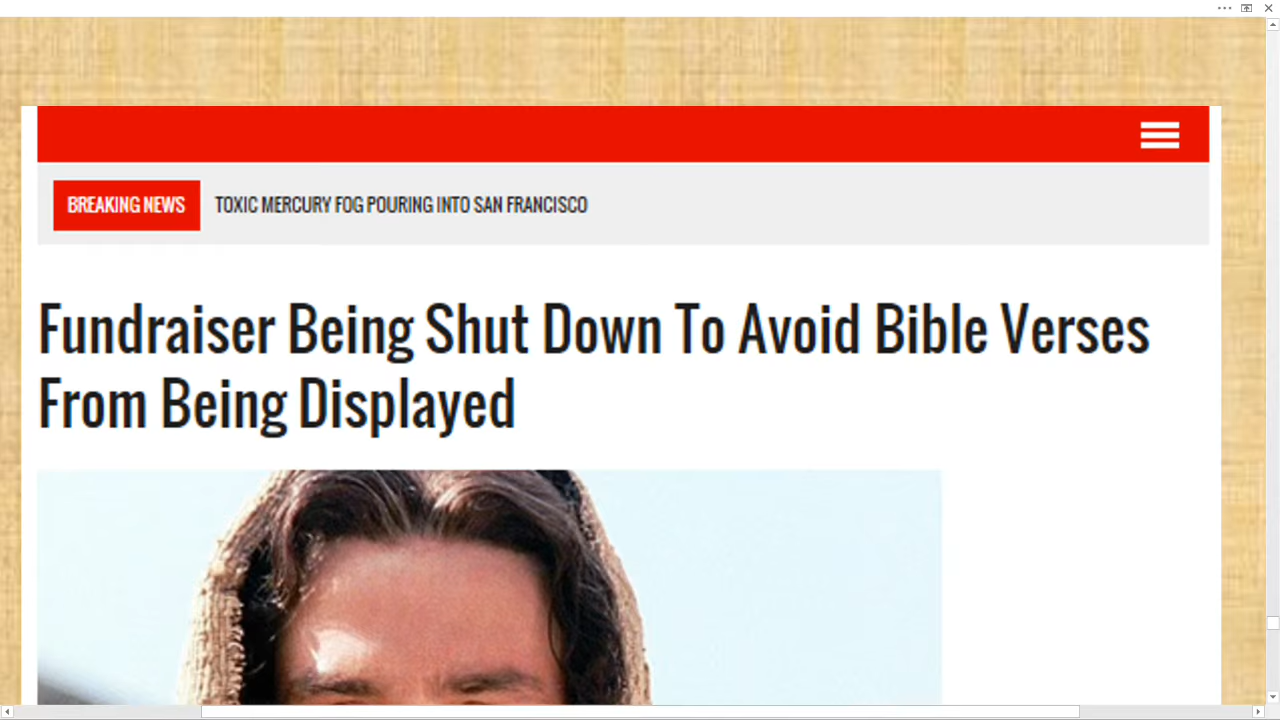 BREAKING NEWS TOXIC MERCURY FOG POURING INTO SAN FRANCISCO
Fundraiser Being Shut Down To Avoid Bible Verses
From Being Displayed